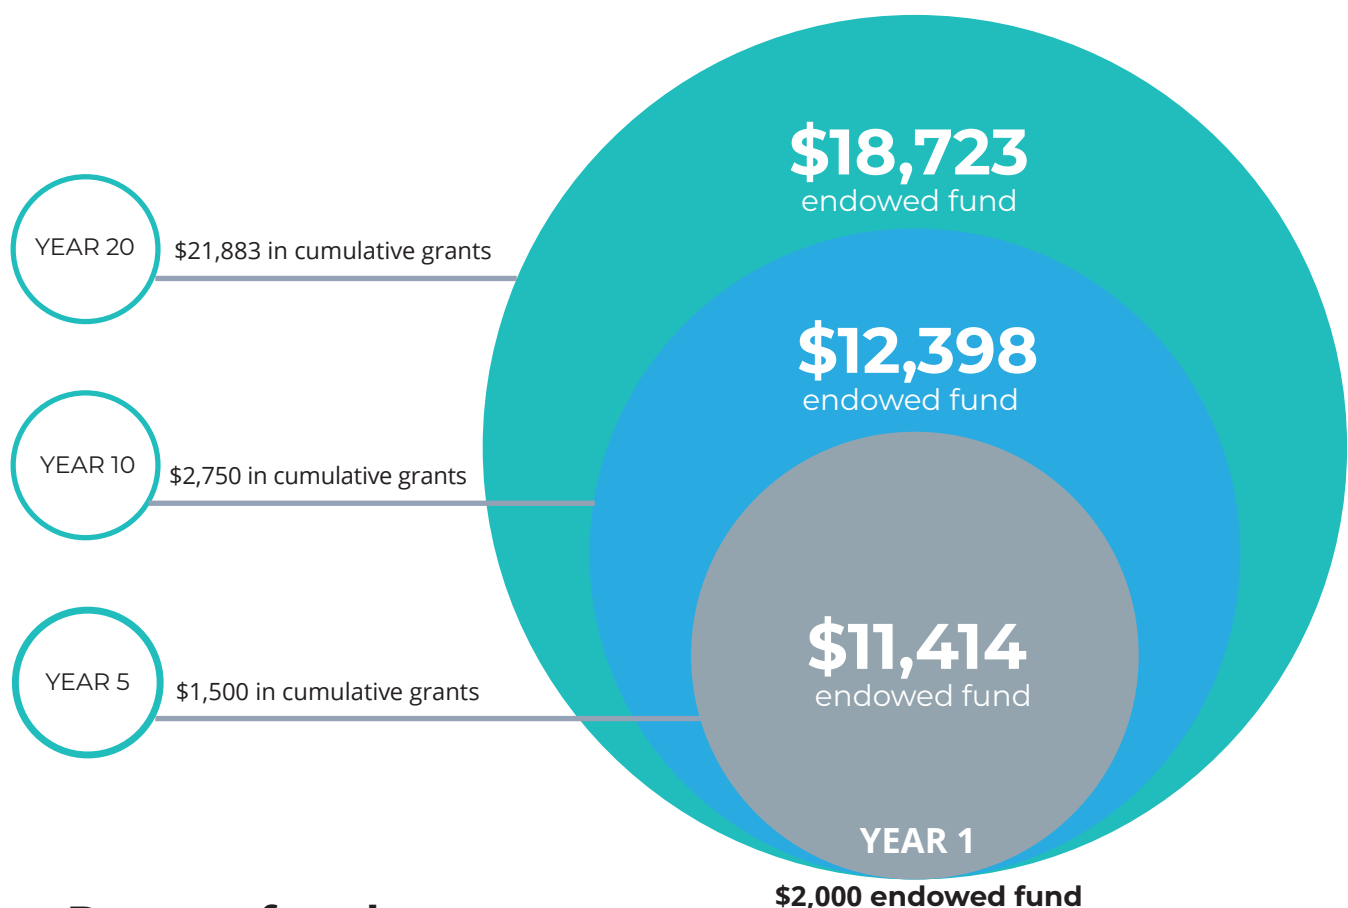 $18,723
endowed fund
YEAR 20
$21,883 in cumulative grants
$12,398
endowed fund
YEAR 10
$2,750 in cumulative grants
$11,414
endowed fund
YEAR 5
$1,500 in cumulative grants
YEAR 1
$2,000 endowed fund